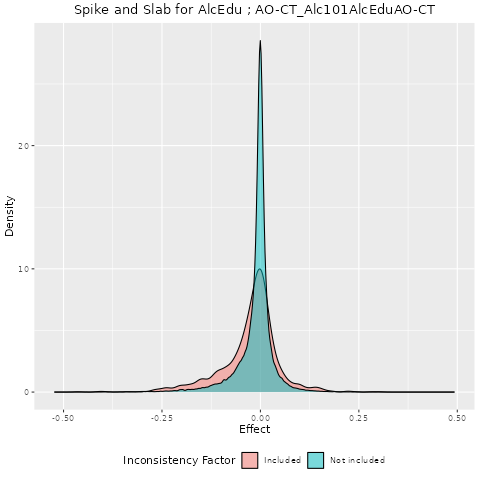 Spike and Slab for AlcEdu ; AO-CT_Alc101AlcEduAO-CT
Density
20
10
0
-0.50 -0.25 0.00 0.25 0.50
Effect
Inconsistency Factor Included Not included